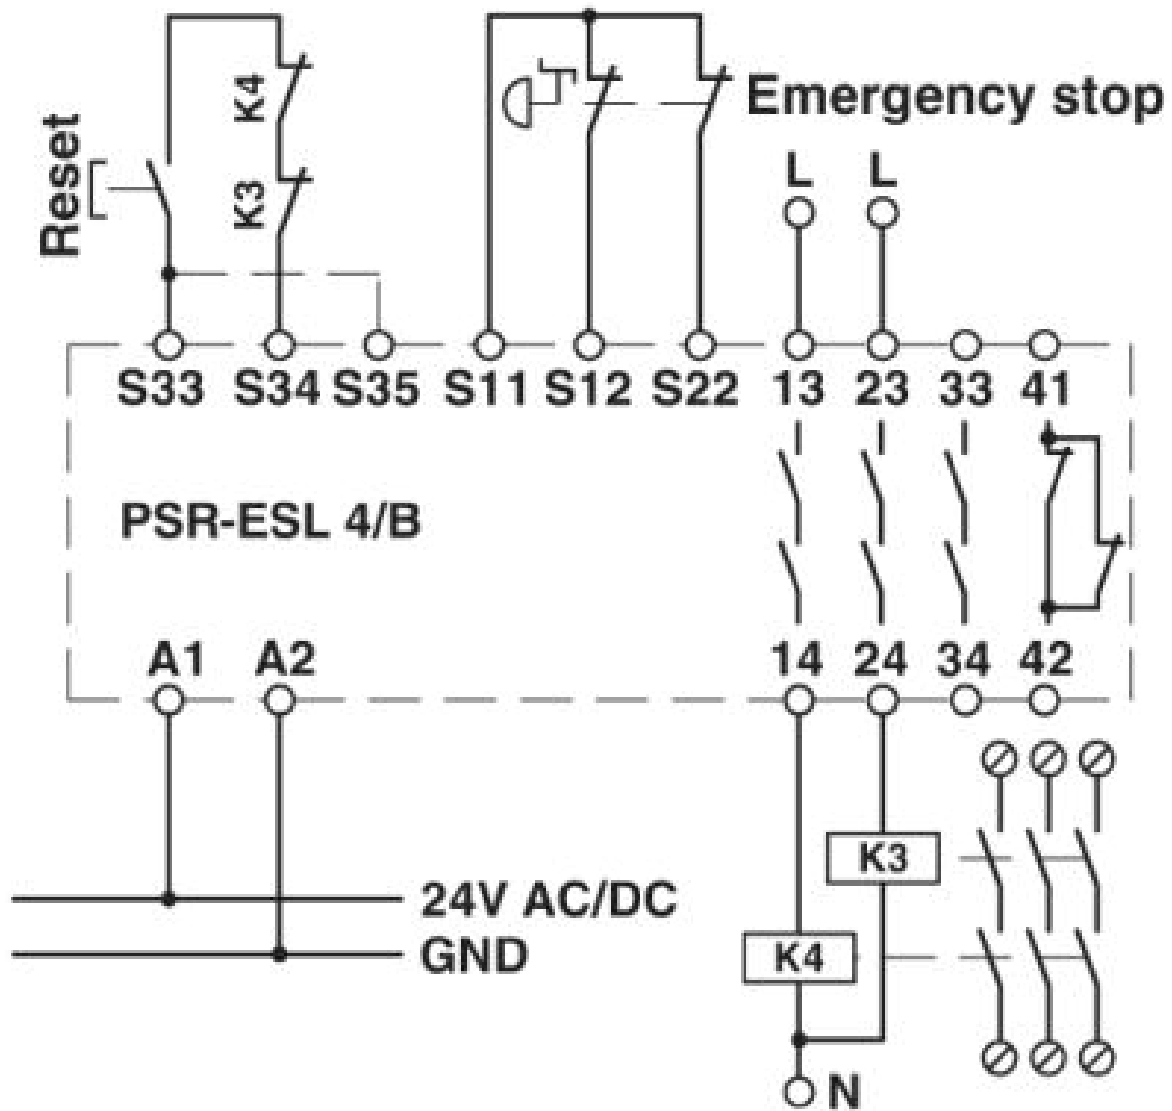 K4
Reset
K3
Emergency stop
L L
S33 S34 S35 S11 S12 S22 13 23 33 41
PSR-ESL 4/B
A1 A2 14 24 34 42
K3
24V AC/DC
GND
K4
N